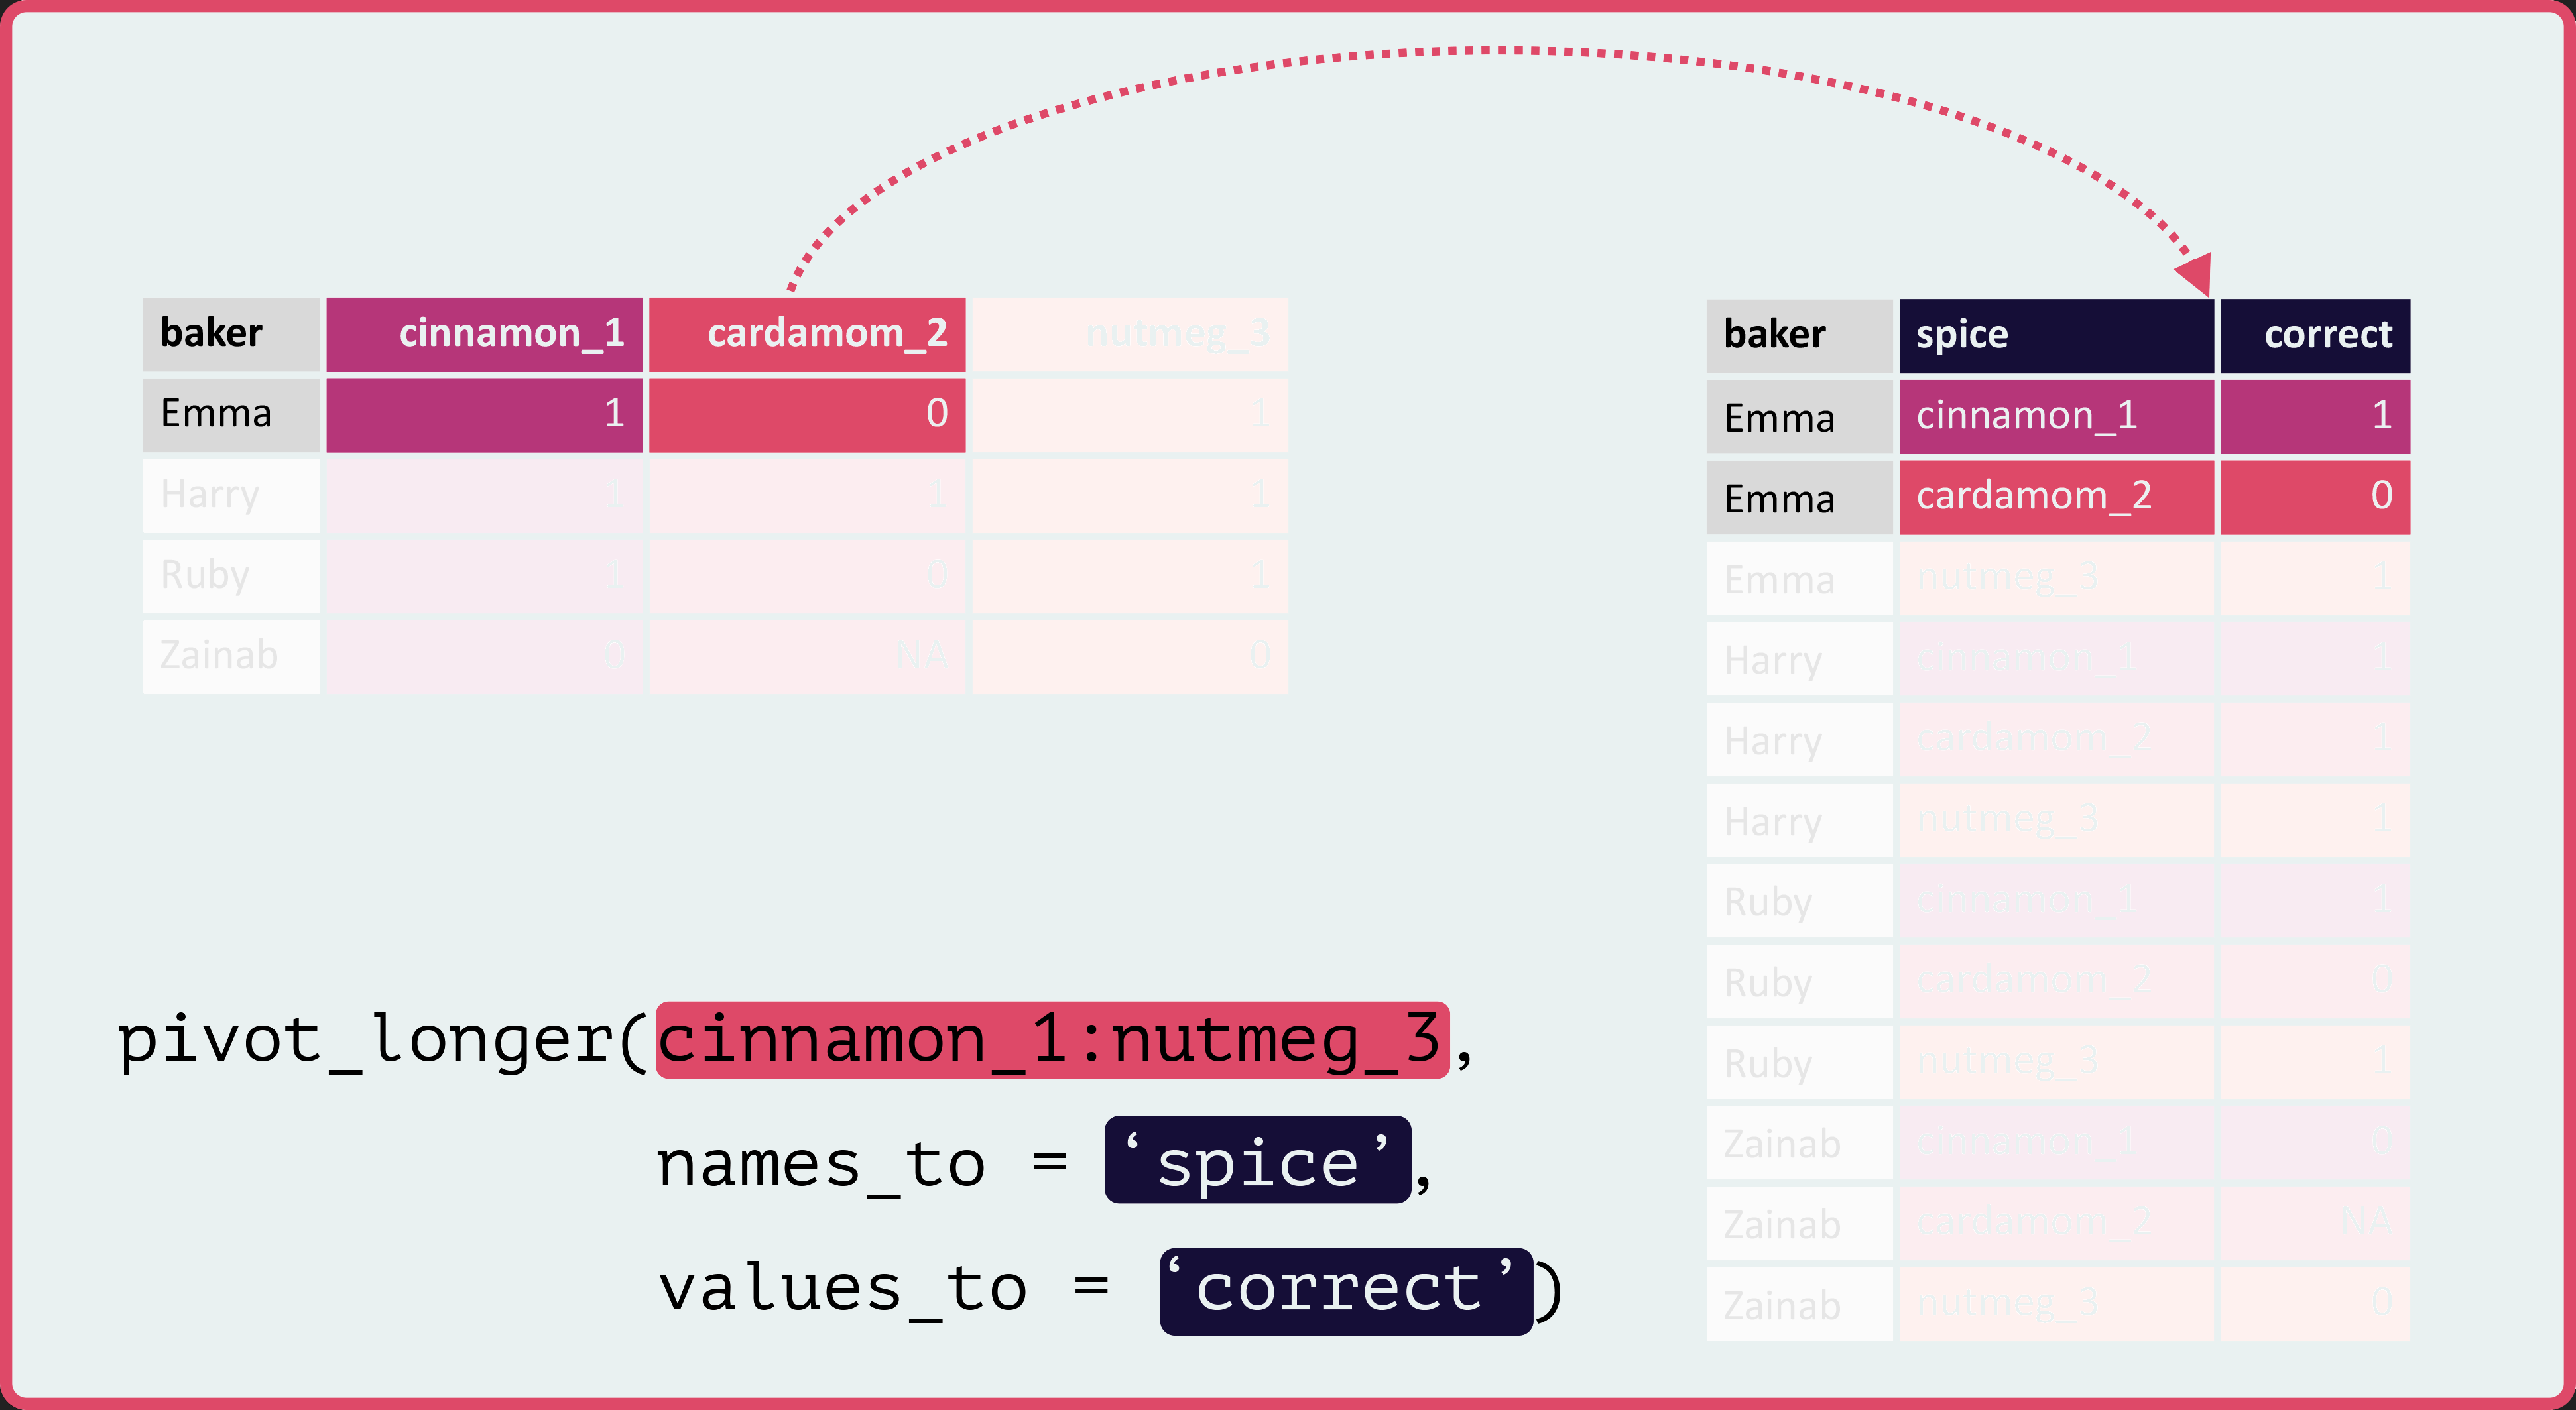 baker cinnamon_1 cardamom_2 nutmeg_3
Emma 1 0 1
Harry 1 1 1
Ruby 1 0 1
Zainab 0 NA 0
pivot_longer(cinnamon_1:nutmeg_3,
names_to = ‘spice’,
values_to = ‘correct’)
baker spice correct
Emma cinnamon_1 1
Emma cardamom_2 0
Emma nutmeg_3 1
Harry cinnamon_1 1
Harry cardamom_2 1
Harry nutmeg_3 1
Ruby cinnamon_1 1
Ruby cardamom_2 0
Ruby nutmeg_3 1
Zainab cinnamon_1 0
Zainab cardamom_2 NA
Zainab nutmeg_3 0